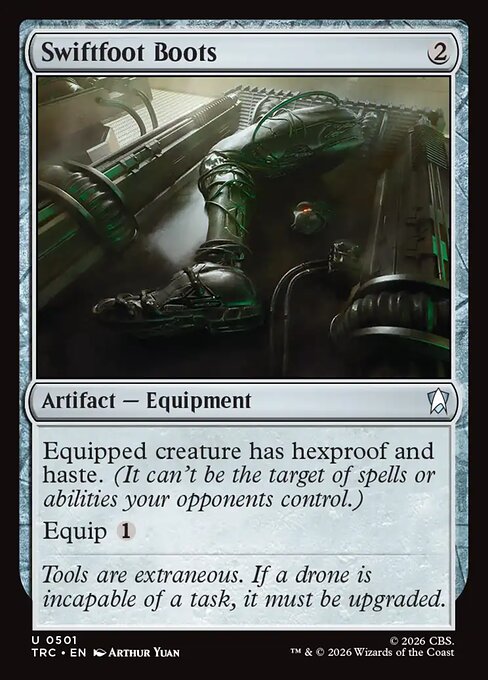 Swiftfoot Boots 2
Artifact — Equipment
Equipped creature has hexproof and
haste. (It can't be the target of spells or
abilities your opponents control.)
Equip 1
Tools are extraneous. If a drone is
incapable of a task, it must be upgraded.
U 0501 © 2026 CBS.
TRC • EN Arthur Yuan ™ & © 2026 Wizards of the Coast